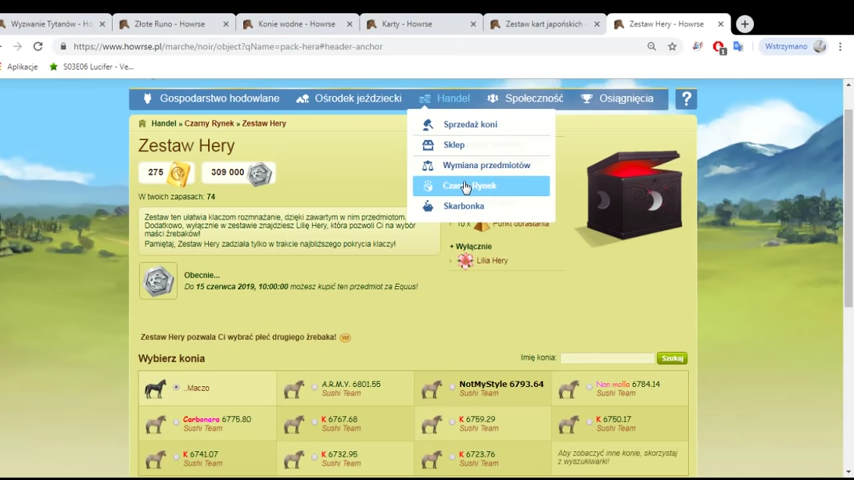 Wyzwanie Tytanów - Howrse
Złote Runo - Howrse
Konie wodne - Howrse
Karty - Howrse
Zestaw kart japońskich
Zestaw Hery - Howrse
https://www.howrse.pl/marche/noir/object?qName=pack-hera#header-anchor
Wstrzymano
Aplikacje
S03E06 Lucifer - Ve...
Gospodarstwo hodowlane
Ośrodek jeździecki
Handel
Społeczność
Osiągnięcia
?
Handel » Czarny Rynek » Zestaw Hery
Sprzedaż koni
Sklep
Wymiana przedmiotów
Czarny Rynek
Skarbonka
Zestaw Hery
275
309 000
W twoich zapasach: 74
Zestaw ten ułatwia klaczom rozmnażanie, dzięki zawartym w nim przedmiotom.
Dodatkowo, wyłącznie w zestawie znajdziesz Lilię Hery, która pozwoli Ci na wybór
maści źrebaków!
Pamiętaj, Zestaw Hery zadziała tylko w trakcie najbliższego pokrycia klaczy!
10 x Punkt dorastania
+ Wyłącznie
Lilia Hery
Obecnie...
Do 15 czerwca 2019, 10:00:00 możesz kupić ten przedmiot za Equus!
Zestaw Hery pozwala Ci wybrać płeć drugiego źrebaka! VIP
Wybierz konia
Imię konia:
Szukaj
..Maczo
A.R.M.Y. 6801.55
Sushi Team
NotMyStyle 6793.64
Sushi Team
Non mollo 6784.14
Sushi Team
Carbonara 6775.80
Sushi Team
K 6767.68
Sushi Team
K 6759.29
Sushi Team
K 6750.17
Sushi Team
K 6741.07
Sushi Team
K 6732.95
Sushi Team
K 6723.76
Sushi Team
Aby zobaczyć inne konie, skorzystaj
z wyszukiwarki!